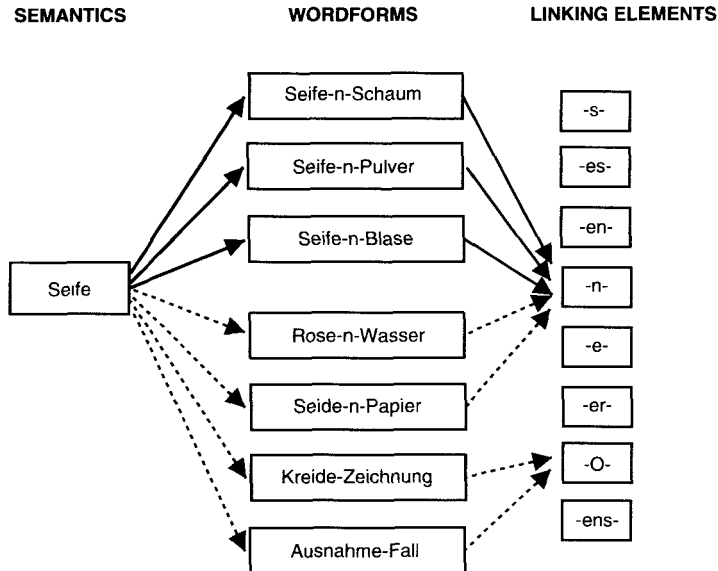 SEMANTICS WORDFORMS LINKING ELEMENTS
Seife-n-Schaum
-s-
Seife-n-Pulver
-es-
Seife-n-Blase
-en-
Seife
-n-
Rose-n-Wasser
-e-
Seide-n-Papier
-er-
Kreide-Zeichnung
-O-
-ens-
Ausnahme-Fall